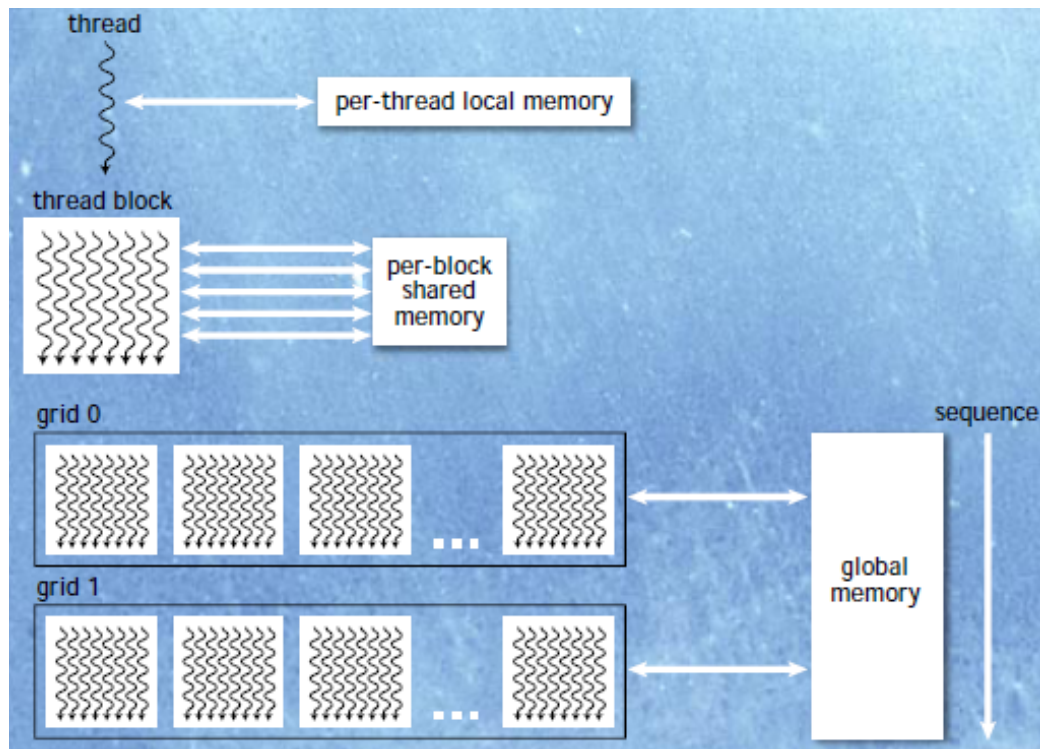 thread
per-thread local memory
thread block
per-block
shared
memory
grid 0
sequence
global
memory
grid 1